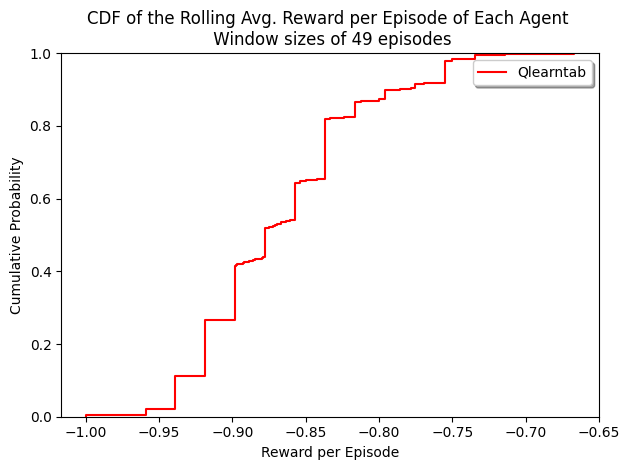 CDF of the Rolling Avg. Reward per Episode of Each Agent
Window sizes of 49 episodes
Qlearntab
Cumulative Probability
1.0
0.8
0.6
0.4
0.2
0.0
−1.00 −0.95 −0.90 −0.85 −0.80 −0.75 −0.70 −0.65
Reward per Episode